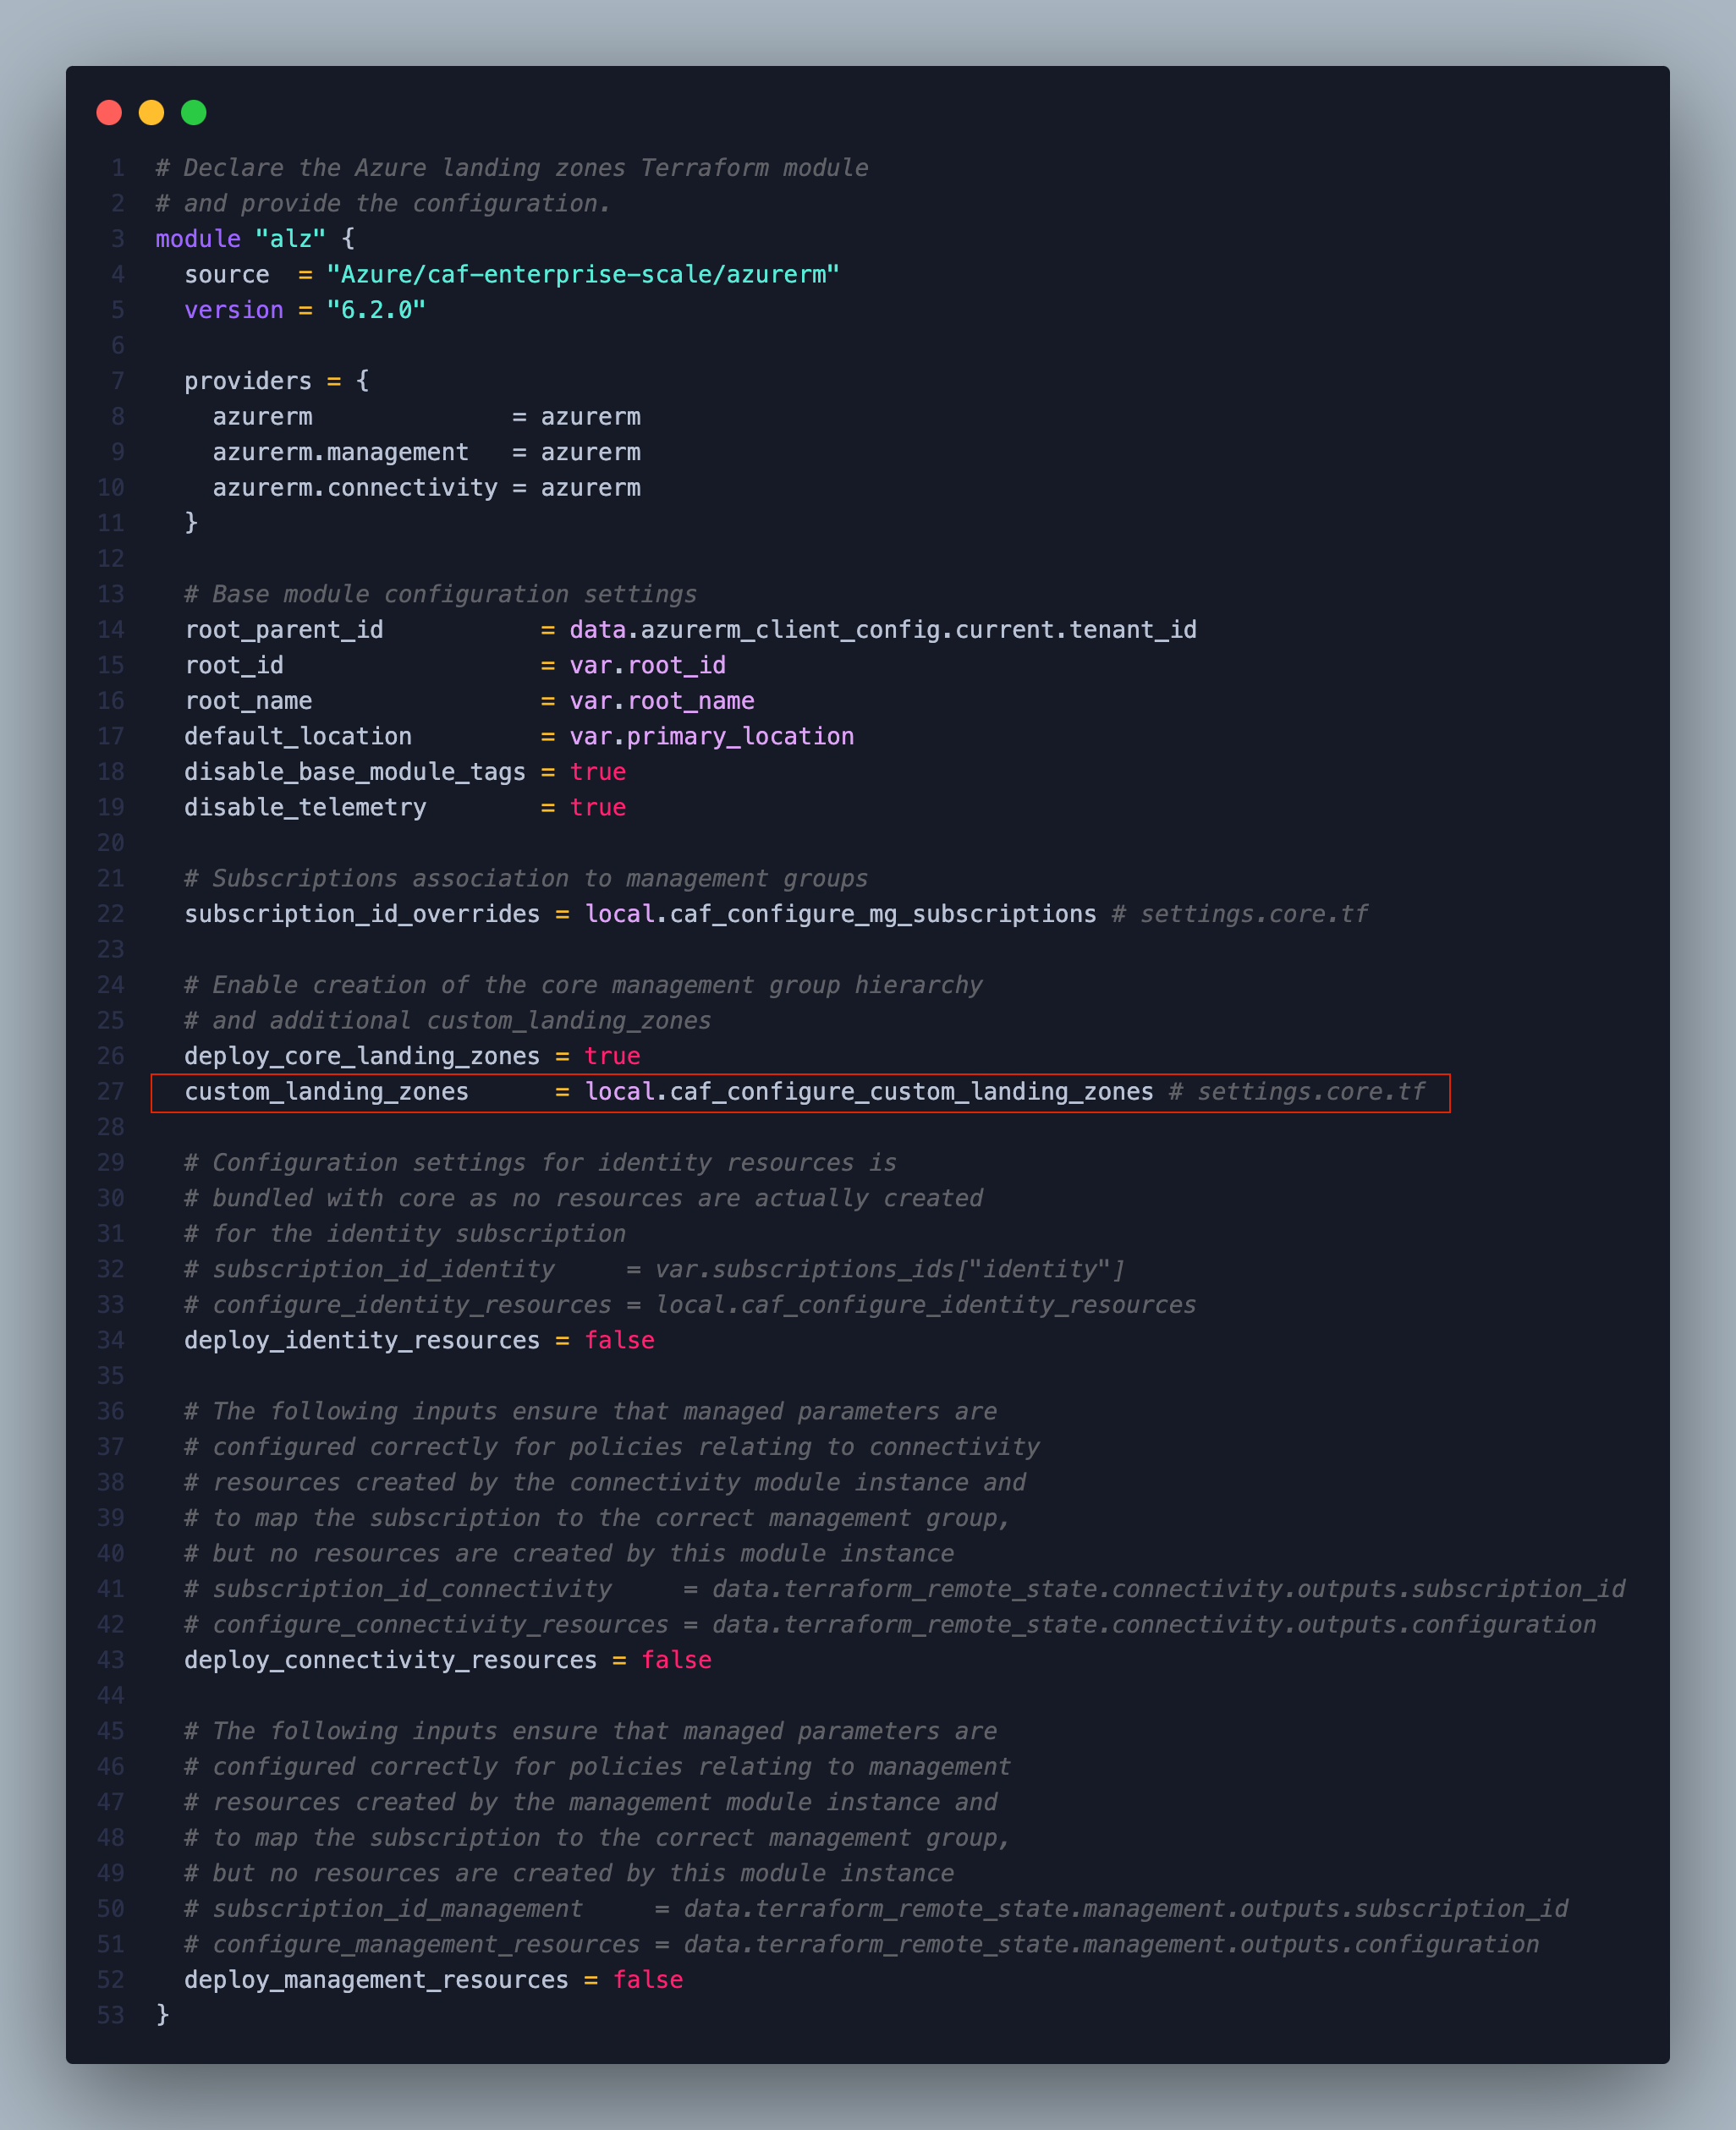 1 # Declare the Azure landing zones Terraform module
2 # and provide the configuration.
3 module "alz" {
4   source  = "Azure/caf-enterprise-scale/azurerm"
5   version = "6.2.0"
6
7   providers = {
8     azurerm              = azurerm
9     azurerm.management   = azurerm
10     azurerm.connectivity = azurerm
11   }
12
13   # Base module configuration settings
14   root_parent_id           = data.azurerm_client_config.current.tenant_id
15   root_id                  = var.root_id
16   root_name                = var.root_name
17   default_location         = var.primary_location
18   disable_base_module_tags = true
19   disable_telemetry        = true
20
21   # Subscriptions association to management groups
22   subscription_id_overrides = local.caf_configure_mg_subscriptions # settings.core.tf
23
24   # Enable creation of the core management group hierarchy
25   # and additional custom_landing_zones
26   deploy_core_landing_zones = true
27   custom_landing_zones      = local.caf_configure_custom_landing_zones # settings.core.tf
28
29   # Configuration settings for identity resources is
30   # bundled with core as no resources are actually created
31   # for the identity subscription
32   # subscription_id_identity     = var.subscriptions_ids["identity"]
33   # configure_identity_resources = local.caf_configure_identity_resources
34   deploy_identity_resources = false
35
36   # The following inputs ensure that managed parameters are
37   # configured correctly for policies relating to connectivity
38   # resources created by the connectivity module instance and
39   # to map the subscription to the correct management group,
40   # but no resources are created by this module instance
41   # subscription_id_connectivity     = data.terraform_remote_state.connectivity.outputs.subscription_id
42   # configure_connectivity_resources = data.terraform_remote_state.connectivity.outputs.configuration
43   deploy_connectivity_resources = false
44
45   # The following inputs ensure that managed parameters are
46   # configured correctly for policies relating to management
47   # resources created by the management module instance and
48   # to map the subscription to the correct management group,
49   # but no resources are created by this module instance
50   # subscription_id_management     = data.terraform_remote_state.management.outputs.subscription_id
51   # configure_management_resources = data.terraform_remote_state.management.outputs.configuration
52   deploy_management_resources = false
53 }